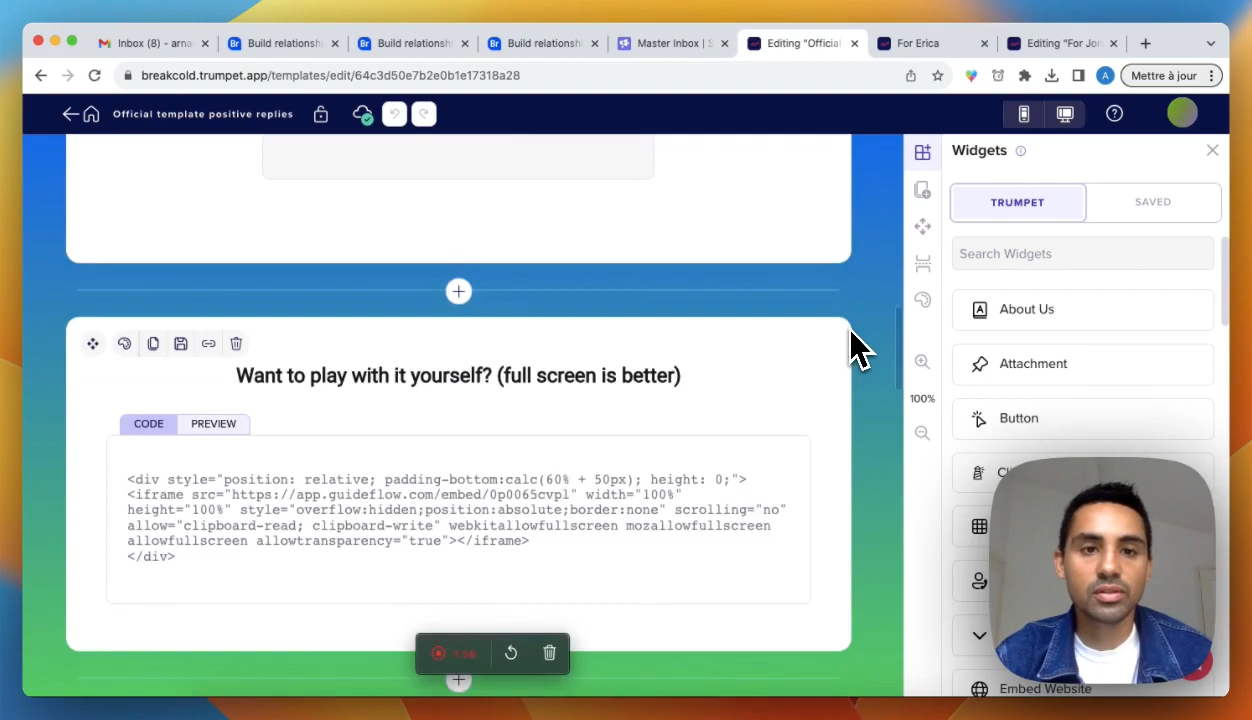 Inbox (8) - arna
Build relationsh
Build relationsh
Build relationsh
Master Inbox | S
Editing "Official
For Erica
Editing "For Jon
breakcold.trumpet.app/templates/edit/64c3d50e7b2e0b1e17318a28
A
Mettre à jour
Official template positive replies
Widgets
TRUMPET
SAVED
Search Widgets
About Us
Attachment
Button
Embed Website
100%
Want to play with it yourself? (full screen is better)
CODE
PREVIEW
<div style="position: relative; padding-bottom:calc(60% + 50px); height: 0;">
<iframe src="https://app.guideflow.com/embed/0p0065cvpl" width="100%"
height="100%" style="overflow:hidden;position:absolute;border:none" scrolling="no"
allow="clipboard-read; clipboard-write" webkitallowfullscreen mozallowfullscreen
allowfullscreen allowtransparency="true"></iframe>
</div>